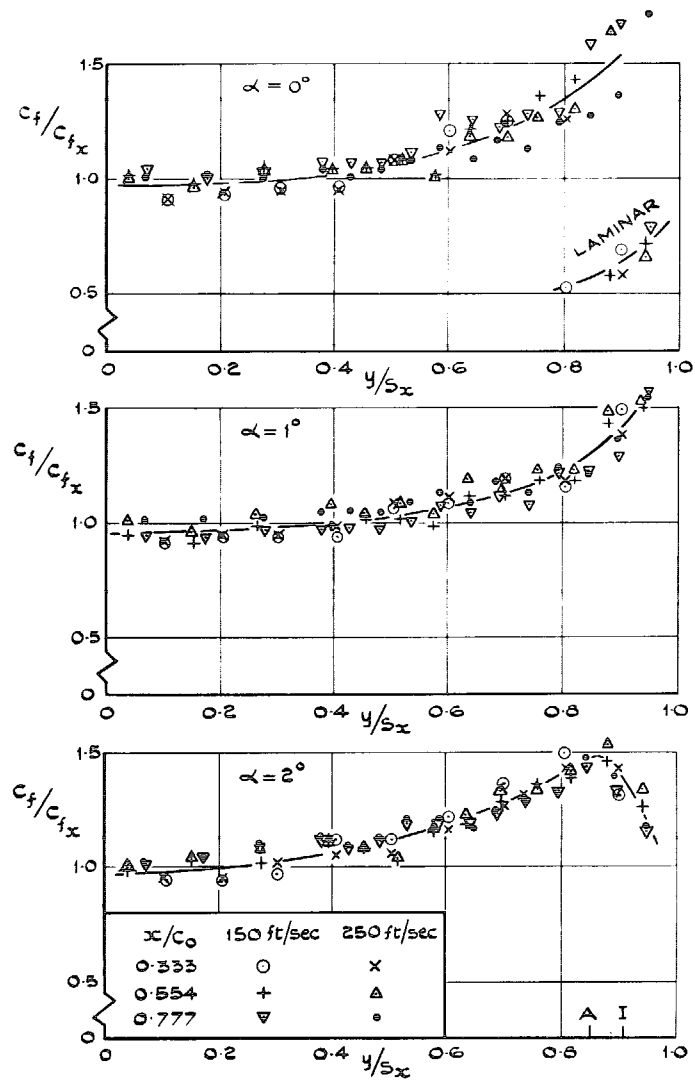 1·5
α = 0°
Cf/Cfx
1·0
LAMINAR
0·5
0
0 0·2 0·4 0·6 0·8 1·0
y/Sx
1·5
α = 1°
Cf/Cfx
1·0
0·5
0
0 0·2 0·4 0·6 0·8 1·0
y/Sx
1·5
α = 2°
Cf/Cfx
1·0
x/C0 150 ft/sec 250 ft/sec
0·333 ⊙ ×
0·554 + △
0·777 ▽ •
0·5
A I
0
0 0·2 0·4 0·6 0·8 1·0
y/Sx